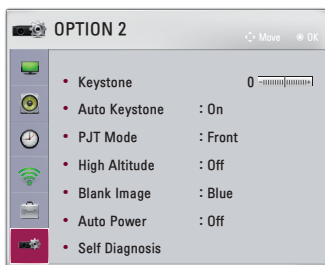 OPTION 2
Move OK
Keystone 0
• Auto Keystone : On
• PJT Mode : Front
• High Altitude : Off
• Blank Image : Blue
• Auto Power : Off
• Self Diagnosis